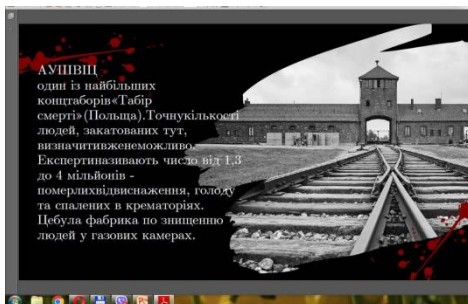 АУШВІЦ
один із найбільших
концтаборів«Табір
смерті»(Польща).Точнукількості
людей, закатованих тут,
визначитивженеможливо.
Експертиназивають число від 1,3
до 4 мільйонів -
померлихвідвиснаження, голоду
та спалених в крематоріях.
Цебула фабрика по знищенню
людей у газових камерах.